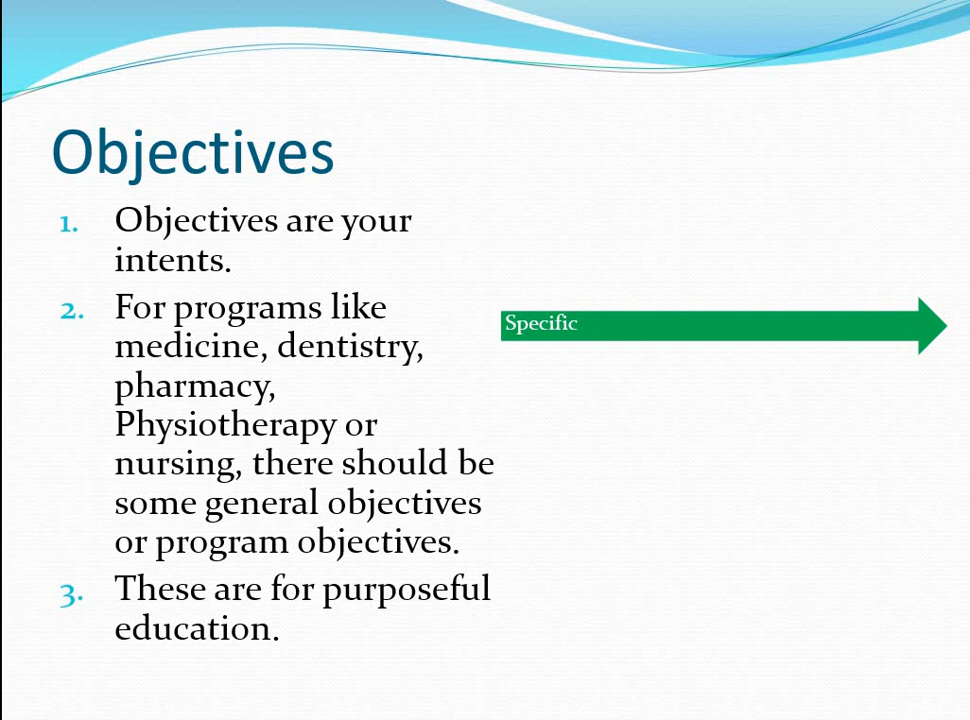 Objectives
1. Objectives are your
intents.
2. For programs like
medicine, dentistry,
pharmacy,
Physiotherapy or
nursing, there should be
some general objectives
or program objectives.
3. These are for purposeful
education.
Specific